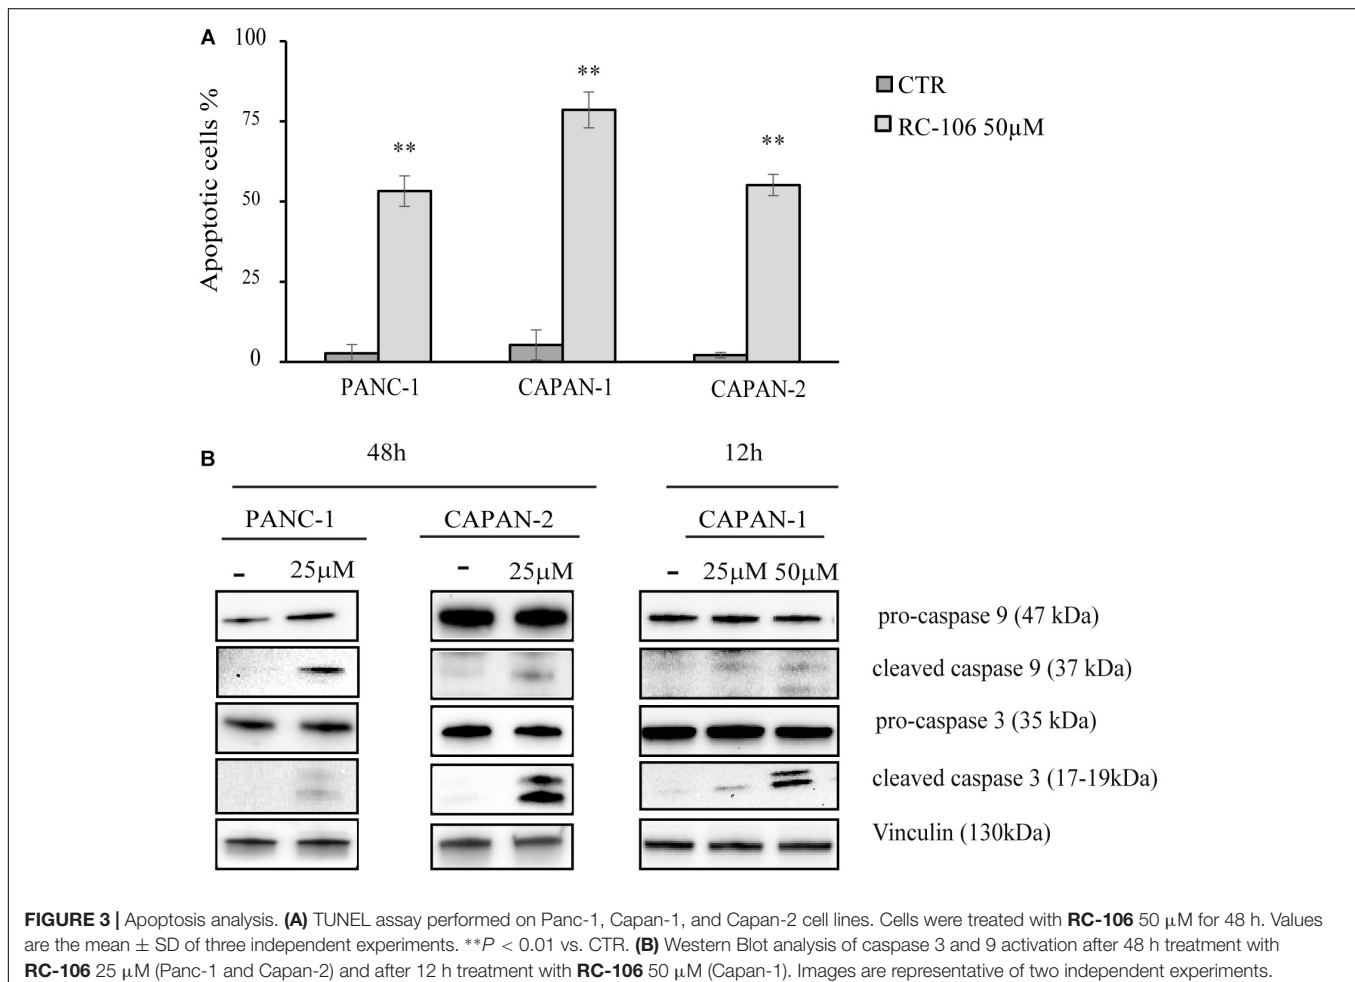 A
100
75
50
25
0
Apoptotic cells %
**
**
**
CTR
RC-106 50µM
PANC-1
CAPAN-1
CAPAN-2
B
48h
12h
PANC-1
CAPAN-2
CAPAN-1
- 25µM
- 25µM
- 25µM 50µM
pro-caspase 9 (47 kDa)
cleaved caspase 9 (37 kDa)
pro-caspase 3 (35 kDa)
cleaved caspase 3 (17-19kDa)
Vinculin (130kDa)
FIGURE 3 | Apoptosis analysis. (A) TUNEL assay performed on Panc-1, Capan-1, and Capan-2 cell lines. Cells were treated with RC-106 50 µM for 48 h. Values
are the mean ± SD of three independent experiments. **P < 0.01 vs. CTR. (B) Western Blot analysis of caspase 3 and 9 activation after 48 h treatment with
RC-106 25 µM (Panc-1 and Capan-2) and after 12 h treatment with RC-106 50 µM (Capan-1). Images are representative of two independent experiments.